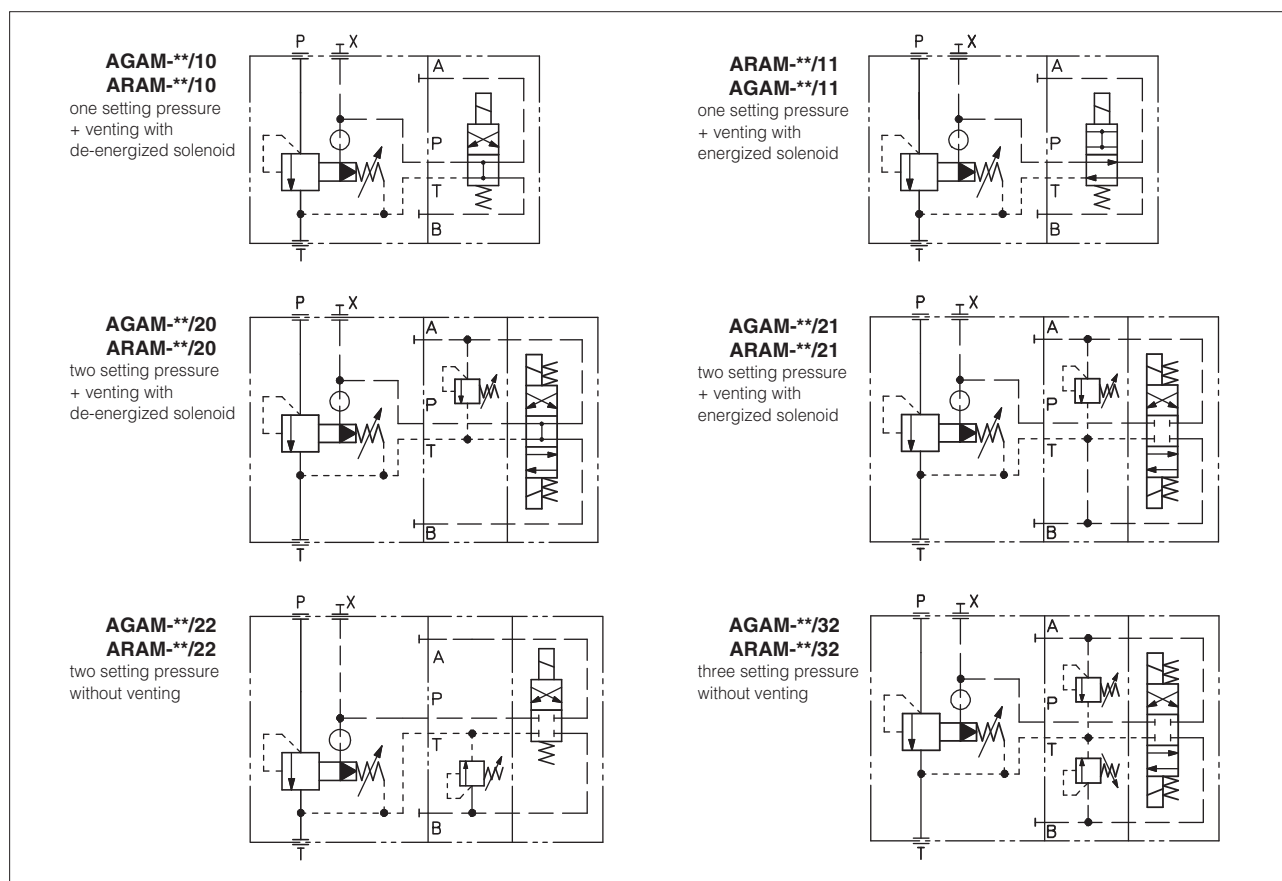 AGAM-**/10
ARAM-**/10
one setting pressure
+ venting with
de-energized solenoid
P
X
A
P
T
B
T
ARAM-**/11
AGAM-**/11
one setting pressure
+ venting with
energized solenoid
P
X
A
P
T
B
T
AGAM-**/20
ARAM-**/20
two setting pressure
+ venting with
de-energized solenoid
P
X
A
P
T
B
T
AGAM-**/21
ARAM-**/21
two setting pressure
+ venting with
energized solenoid
P
X
A
P
T
B
T
AGAM-**/22
ARAM-**/22
two setting pressure
without venting
P
X
A
P
T
B
T
AGAM-**/32
ARAM-**/32
three setting pressure
without venting
P
X
A
P
T
B
T